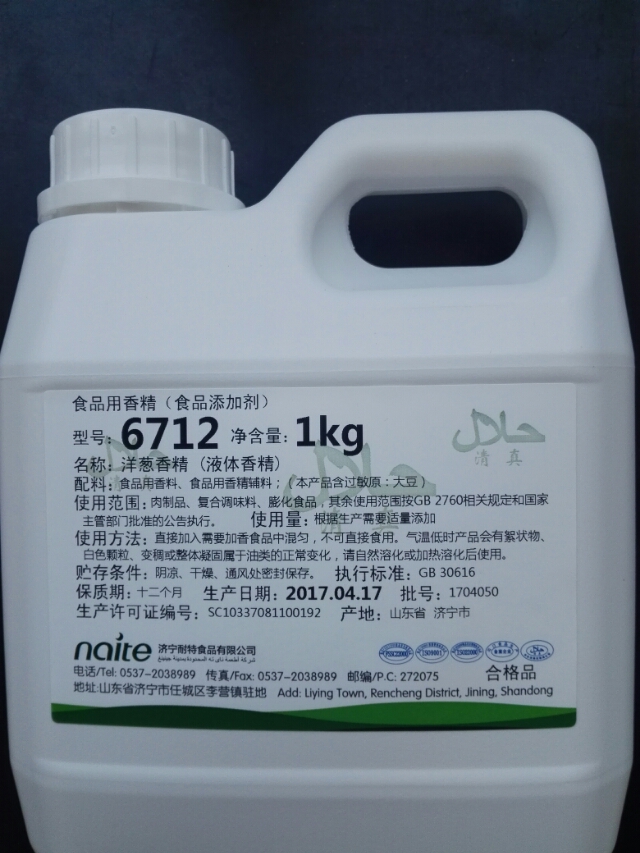 食品用香精（食品添加剂）
型号：6712 净含量：1kg
حلال
清真
名称：洋葱香精（液体香精）
配料：食品用香料、食品用香精辅料；（本产品含过敏原：大豆）
使用范围：肉制品、复合调味料、膨化食品，其余使用范围按GB 2760相关规定和国家
主管部门批准的公告执行。 使用量：根据生产需要适量添加
使用方法：直接加入需要加香食品中混匀，不可直接食用。气温低时产品会有絮状物、
白色颗粒、变稠或整体凝固属于油类的正常变化，请自然溶化或加热溶化后使用。
贮存条件：阴凉、干燥、通风处密封保存。 执行标准：GB 30616
保质期：十二个月 生产日期：2017.04.17 批号：1704050
生产许可证编号：SC10337081100192 产地：山东省 济宁市
naite 济宁耐特食品有限公司
电话/Tel: 0537-2038989 传真/Fax: 0537-2038989 邮编/P.C: 272075 合格品
地址:山东省济宁市任城区李营镇驻地 Add: Liying Town, Rencheng District, Jining, Shandong